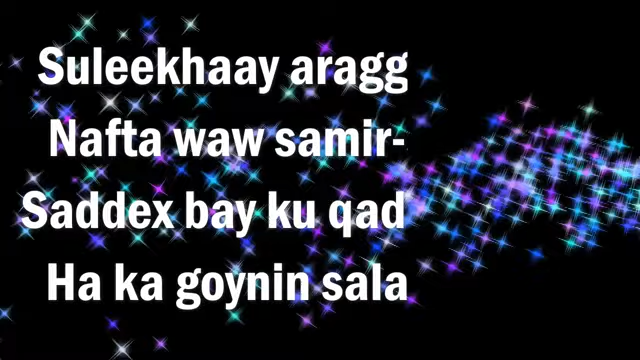 Suleekhaay aragg
Nafta waw samir-
Saddex bay ku qad
Ha ka goynin sala